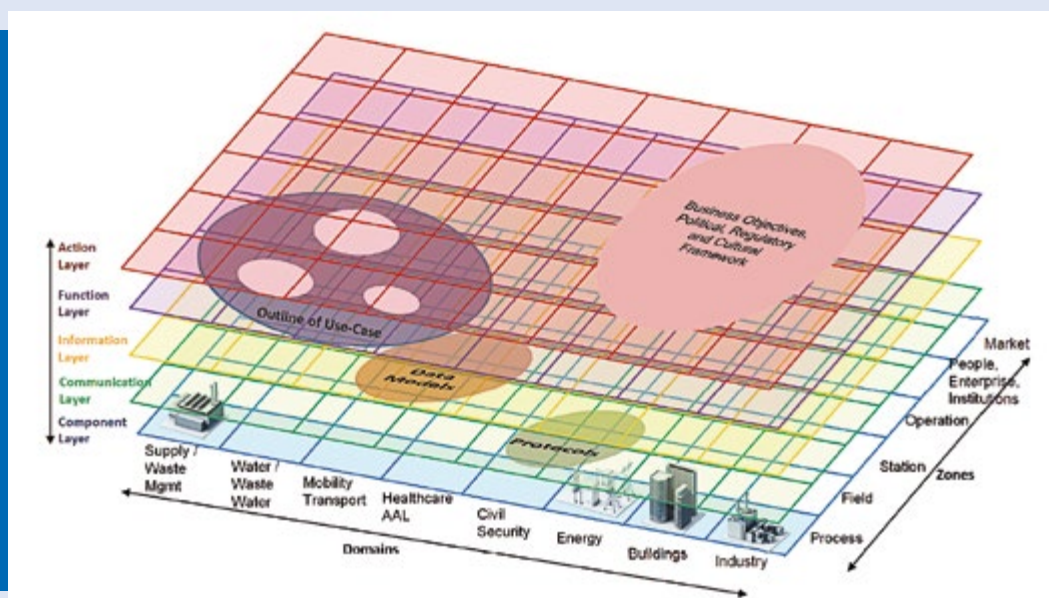 Business Objectives,
Political, Regulatory
and Cultural
Framework
Action
Layer
Function
Layer
Outline of Use-Case
Information
Layer
Data
Models
Communication
Layer
Protocols
Component
Layer
Market
People,
Enterprise,
Institutions
Operation
Station
Zones
Field
Process
Supply /
Waste
Mgmt
Water /
Waste
Water
Mobility
Transport
Healthcare
AAL
Civil
Security
Energy
Buildings
Industry
Domains